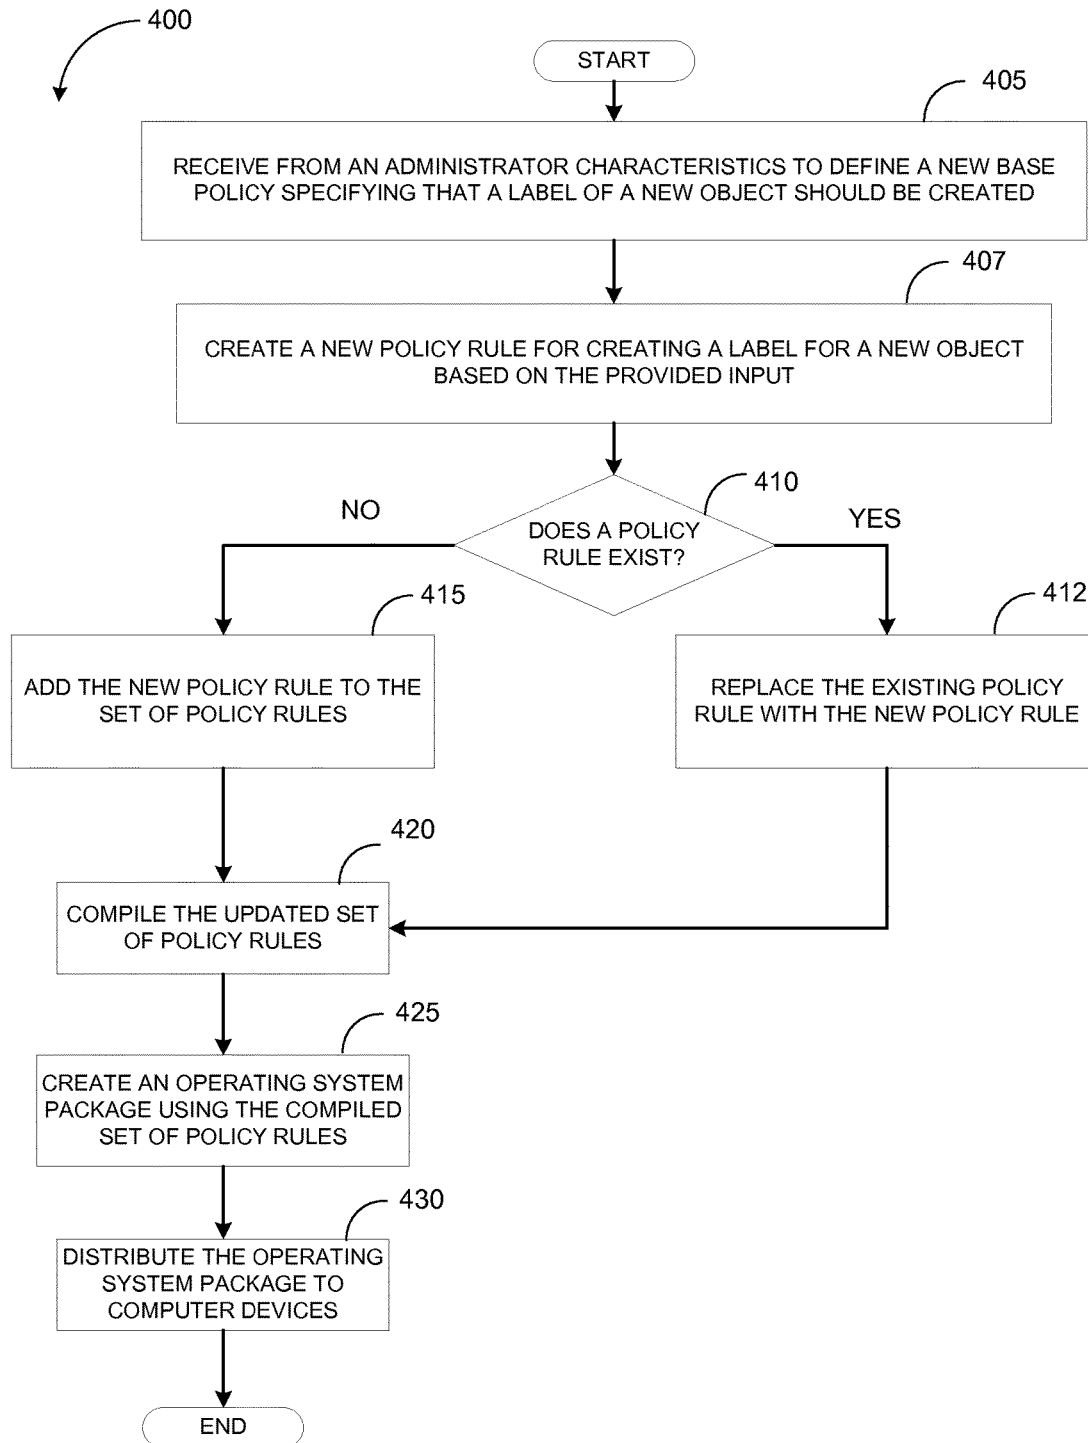 400
START
405
RECEIVE FROM AN ADMINISTRATOR CHARACTERISTICS TO DEFINE A NEW BASE
POLICY SPECIFYING THAT A LABEL OF A NEW OBJECT SHOULD BE CREATED
407
CREATE A NEW POLICY RULE FOR CREATING A LABEL FOR A NEW OBJECT
BASED ON THE PROVIDED INPUT
410
NO
DOES A POLICY
RULE EXIST?
YES
415
412
ADD THE NEW POLICY RULE TO THE
SET OF POLICY RULES
REPLACE THE EXISTING POLICY
RULE WITH THE NEW POLICY RULE
420
COMPILE THE UPDATED SET
OF POLICY RULES
425
CREATE AN OPERATING SYSTEM
PACKAGE USING THE COMPILED
SET OF POLICY RULES
430
DISTRIBUTE THE OPERATING
SYSTEM PACKAGE TO
COMPUTER DEVICES
END